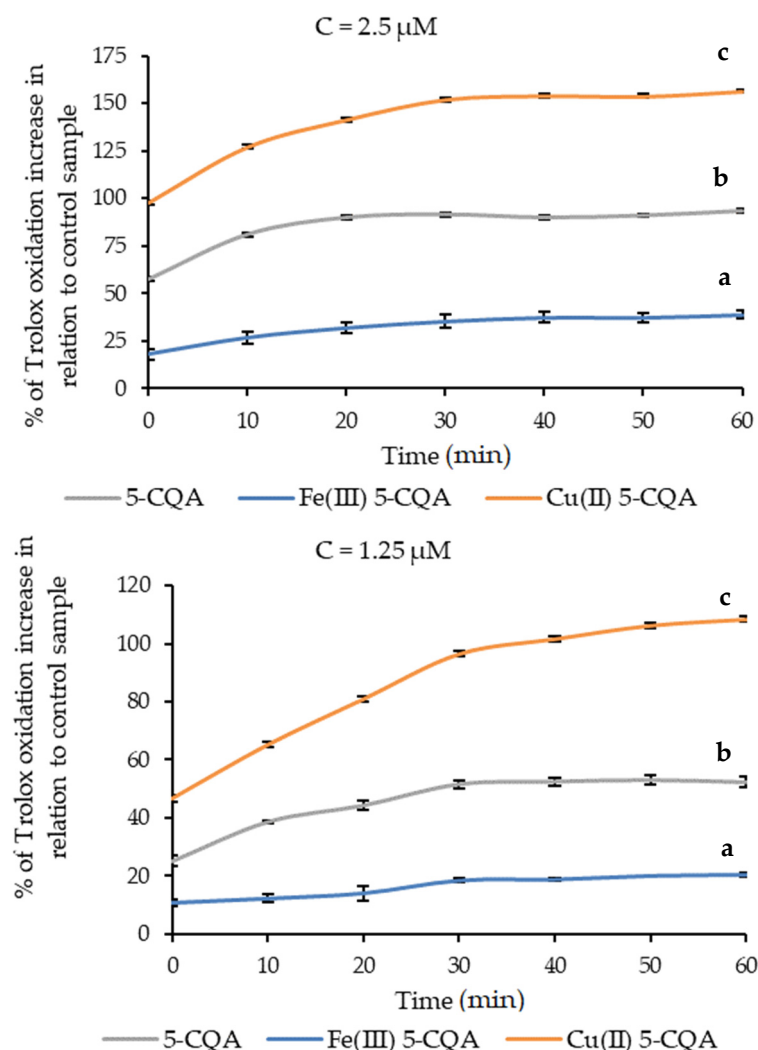 C = 2.5 µM
% of Trolox oxidation increase in
relation to control sample
175
150
125
100
75
50
25
0
c
b
a
0 10 20 30 40 50 60
Time (min)
5-CQA Fe(III) 5-CQA Cu(II) 5-CQA
C = 1.25 µM
% of Trolox oxidation increase in
relation to control sample
120
100
80
60
40
20
0
c
b
a
0 10 20 30 40 50 60
Time (min)
5-CQA Fe(III) 5-CQA Cu(II) 5-CQA